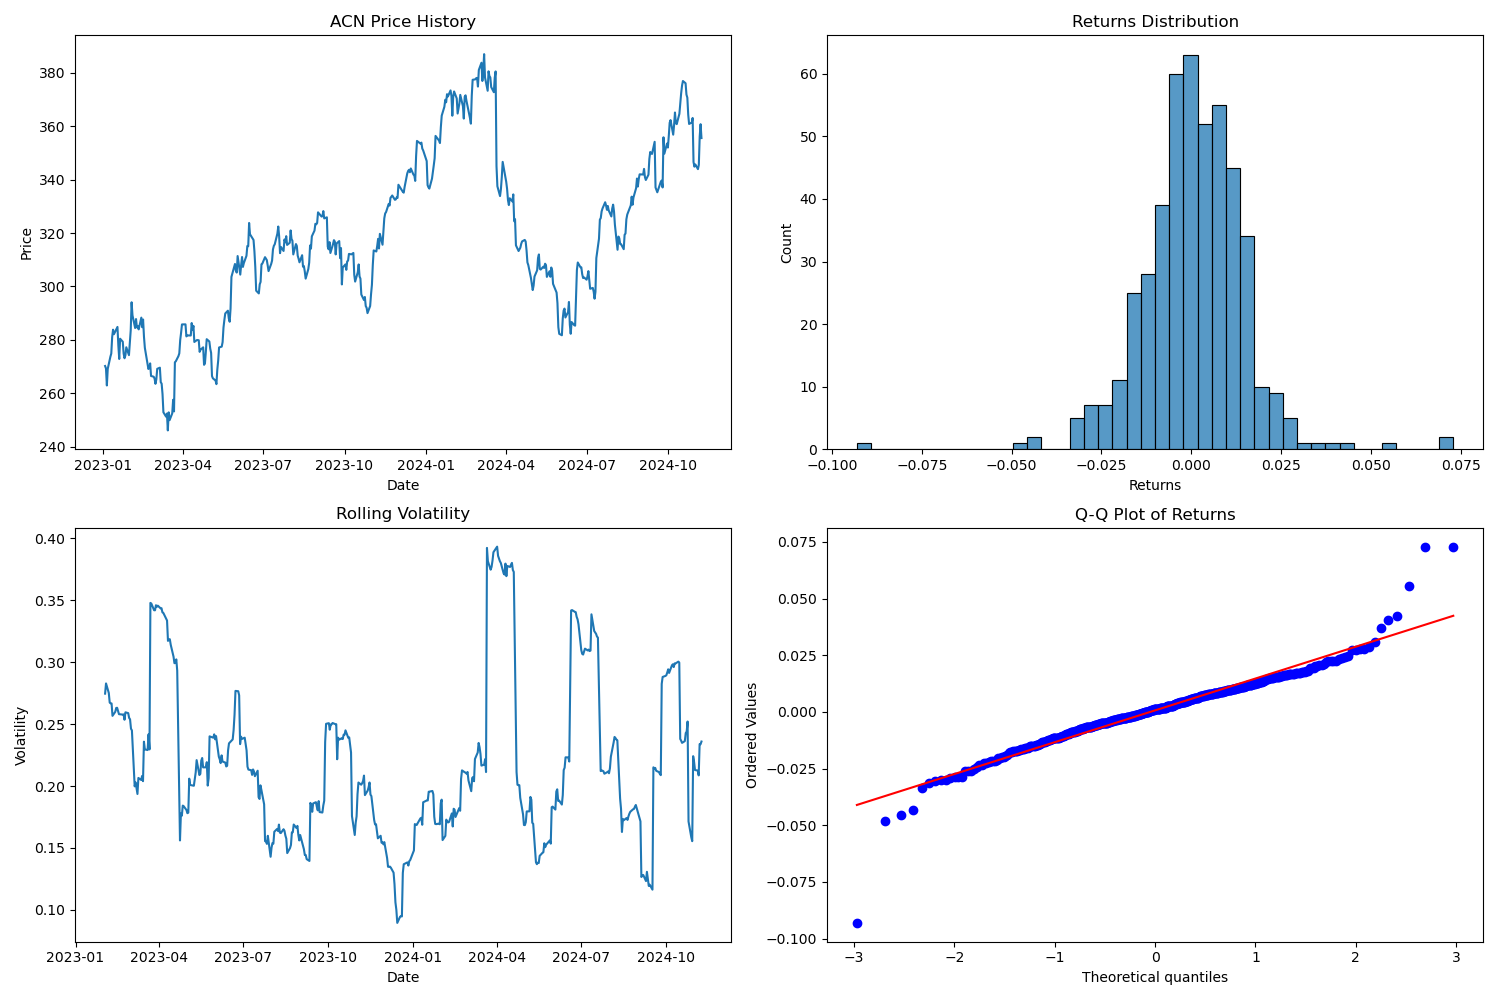 ACN Price History
Price
380
360
340
320
300
280
260
240
2023-01 2023-04 2023-07 2023-10 2024-01 2024-04 2024-07 2024-10
Date
Returns Distribution
Count
60
50
40
30
20
10
0
−0.100 −0.075 −0.050 −0.025 0.000 0.025 0.050 0.075
Returns
Rolling Volatility
Volatility
0.40
0.35
0.30
0.25
0.20
0.15
0.10
2023-01 2023-04 2023-07 2023-10 2024-01 2024-04 2024-07 2024-10
Date
Q-Q Plot of Returns
Ordered Values
0.075
0.050
0.025
0.000
−0.025
−0.050
−0.075
−0.100
−3 −2 −1 0 1 2 3
Theoretical quantiles